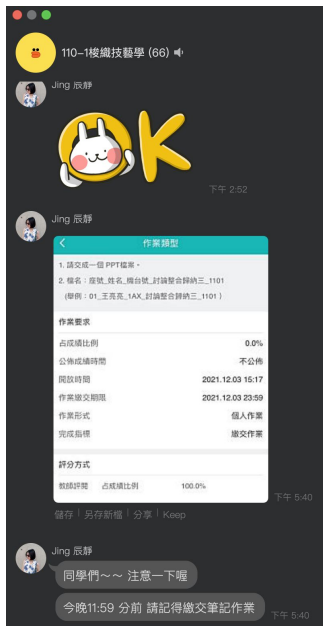 110-1梭織技藝學 (66)
Jing 辰靜
OK
下午 2:52
Jing 辰靜
作業類型
1. 請交成一個 PPT檔案。
2. 檔名：座號_姓名_機台號_討論整合歸納三_1101
(舉例：01_王亮亮_1AX_討論整合歸納三_1101 )
作業要求
占成績比例 0.0%
公佈成績時間 不公佈
開放時間 2021.12.03 15:17
作業繳交期限 2021.12.03 23:59
作業形式 個人作業
完成指標 繳交作業
評分方式
教師評閱 占成績比例 100.0%
下午 5:40
儲存 | 另存新檔 | 分享 | Keep
Jing 辰靜
同學們～～ 注意一下喔
今晚11:59 分前 請記得繳交筆記作業
下午 5:40